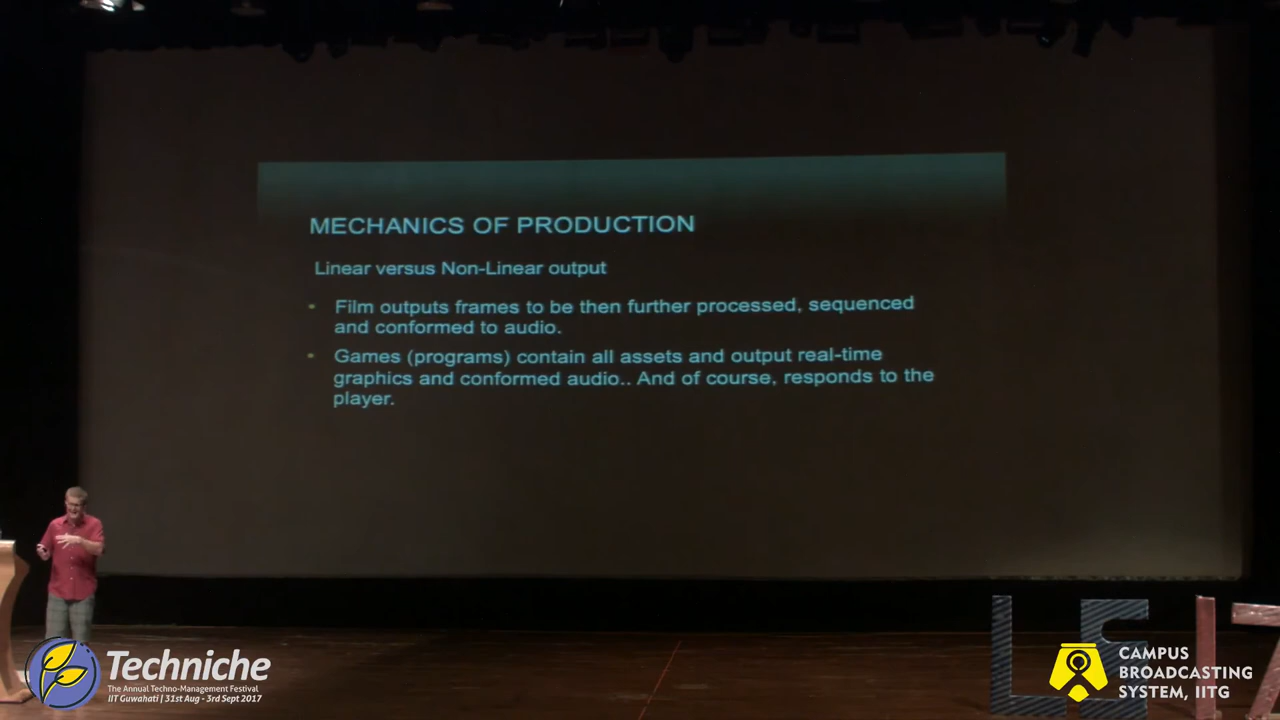 MECHANICS OF PRODUCTION
Linear versus Non-Linear output
Film outputs frames to be then further processed, sequenced
and conformed to audio.
Games (programs) contain all assets and output real-time
graphics and conformed audio.. And of course, responds to the
player.
LE17
Techniche
The Annual Techno-Management Festival
IIT Guwahati | 31st Aug - 3rd Sept 2017
CAMPUS
BROADCASTING
SYSTEM, IITG